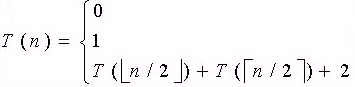 0
T ( n ) = { 1
T ( ⌊ n / 2 ⌋ ) + T ( ⌈ n / 2 ⌉ ) + 2